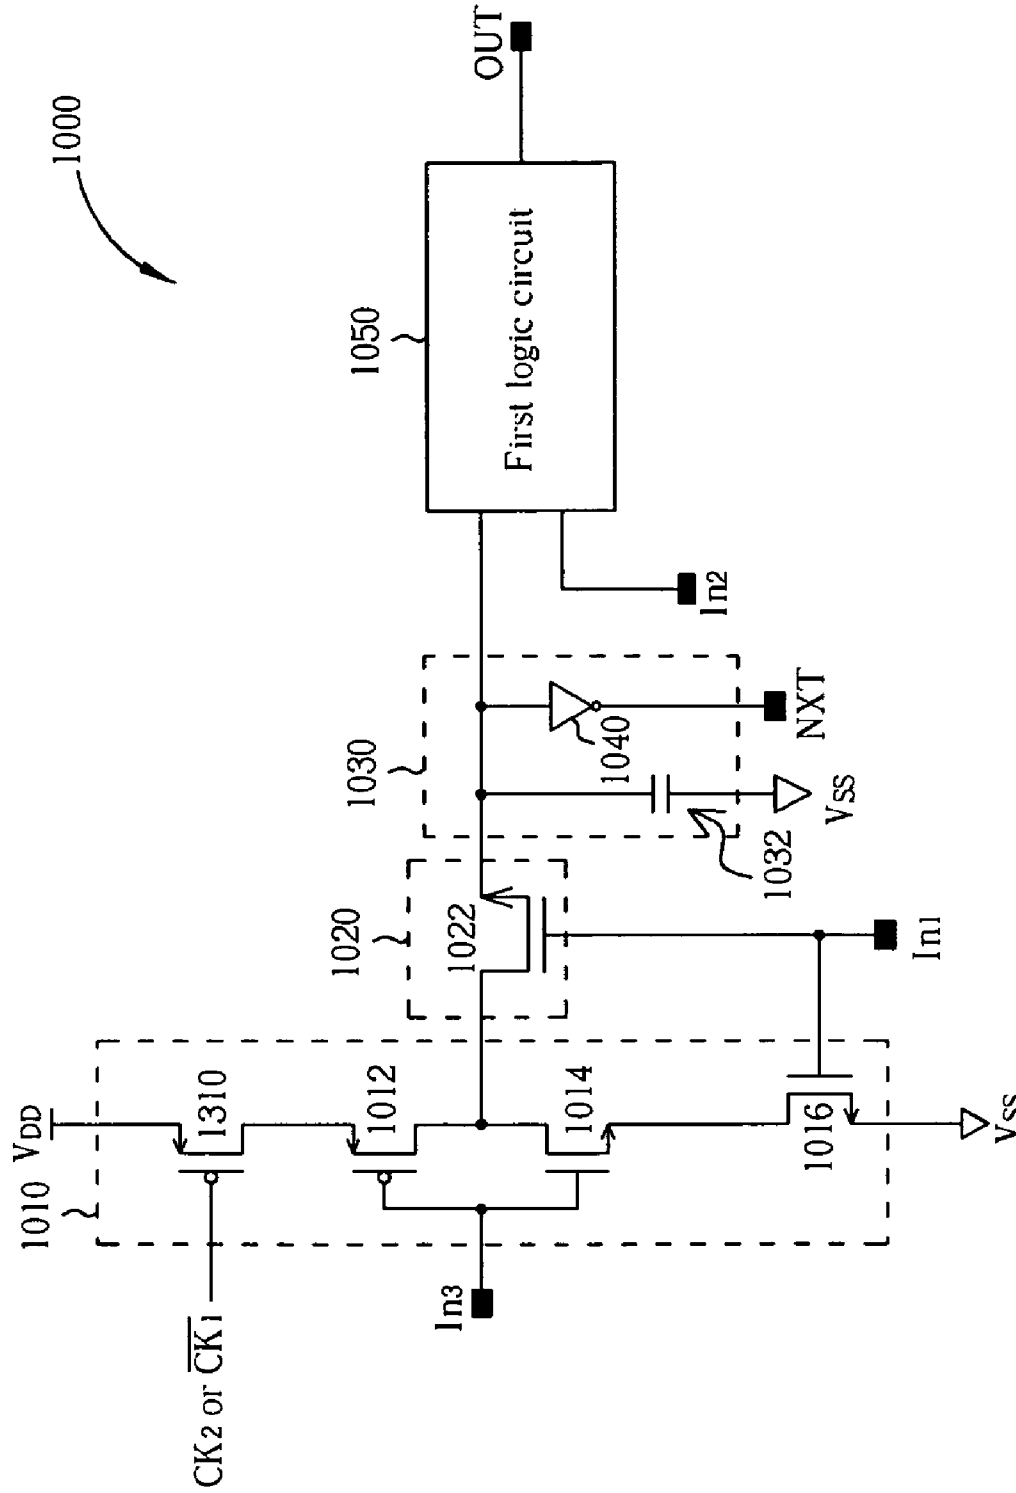 1000
OUT
1050
First logic circuit
In2
1030
1040
NXT
1032
VSS
1020
1022
In1
1010
VDD
1310
1012
1014
1016
VSS
In3
CK2 or C̅K̅1̅